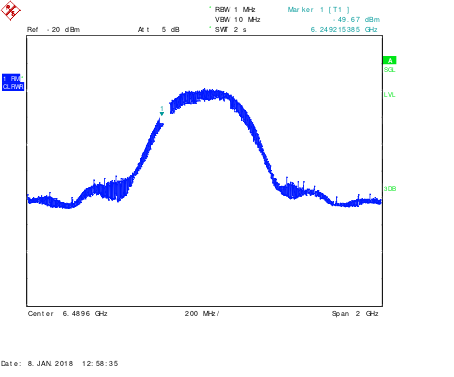 * RBW 1 MHz
Marker 1 [T1 ]
VBW 10 MHz
-49.67 dBm
Ref -20 dBm
Att 5 dB
* SWT 2 s
6.249215385 GHz
A
SGL
1 RM*
CLRWR
LVL
1
3DB
Center 6.4896 GHz
200 MHz/
Span 2 GHz
Date: 8.JAN.2018 12:58:35